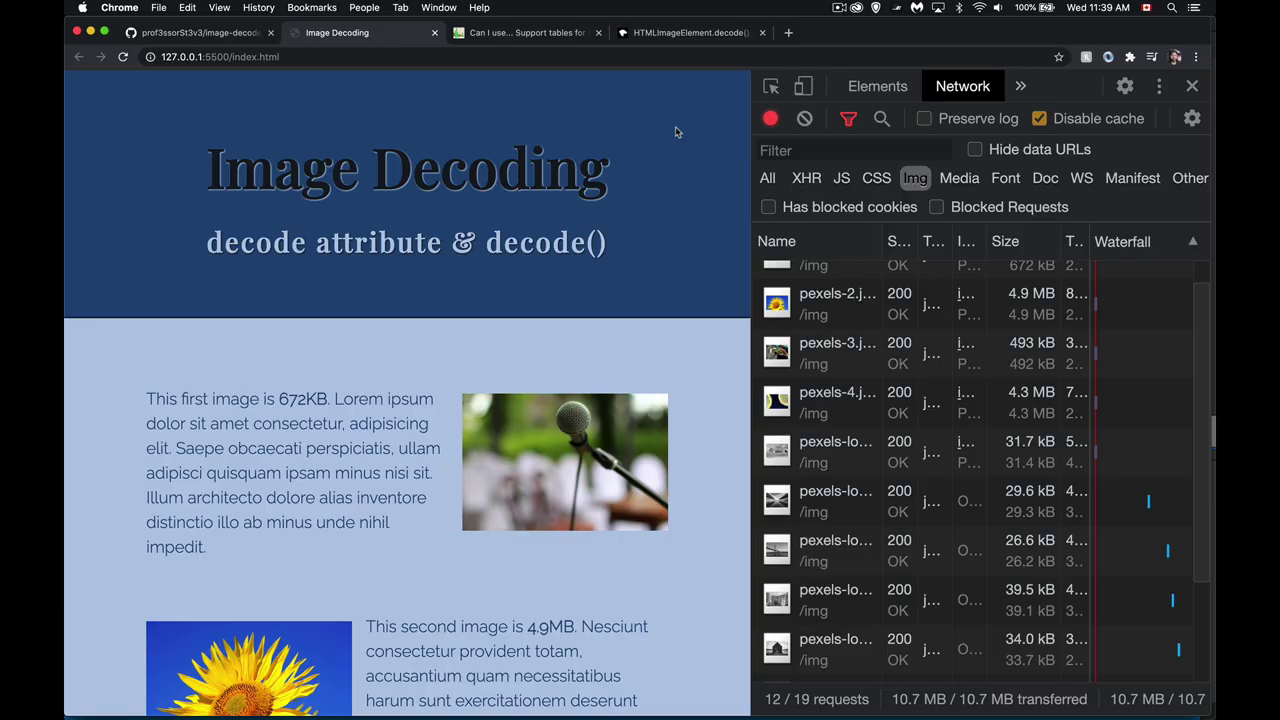 Chrome File Edit View History Bookmarks People Tab Window Help 100% Wed 11:39 AM
prof3ssorSt3v3/image-decode Image Decoding Can I use... Support tables for HTMLImageElement.decode()
127.0.0.1:5500/index.html
Elements Network
Preserve log Disable cache
Filter Hide data URLs
All XHR JS CSS Img Media Font Doc WS Manifest Other
Has blocked cookies Blocked Requests
Name S... T... I... Size T... Waterfall
/img OK P... 672 kB 2...
pexels-2.j... 200 j... i... 4.9 MB 8...
/img OK P... 4.9 MB 2...
pexels-3.j... 200 j... i... 493 kB 3...
/img OK P... 492 kB 2...
pexels-4.j... 200 j... i... 4.3 MB 7...
/img OK P... 4.3 MB 2...
pexels-lo... 200 j... i... 31.7 kB 5...
/img OK P... 31.4 kB 4...
pexels-lo... 200 j... O... 29.6 kB 4...
/img OK 29.3 kB 4...
pexels-lo... 200 j... O... 26.6 kB 4...
/img OK 26.2 kB 4...
pexels-lo... 200 j... O... 39.5 kB 4...
/img OK 39.1 kB 4...
pexels-lo... 200 j... O... 34.0 kB 3...
/img OK 33.7 kB 2...
12 / 19 requests 10.7 MB / 10.7 MB transferred 10.7 MB / 10.7
Image Decoding
decode attribute & decode()
This first image is 672KB. Lorem ipsum
dolor sit amet consectetur, adipisicing
elit. Saepe obcaecati perspiciatis, ullam
adipisci quisquam ipsam minus nisi sit.
Illum architecto dolore alias inventore
distinctio illo ab minus unde nihil
impedit.
This second image is 4.9MB. Nesciunt
consectetur provident totam,
accusantium quam necessitatibus
harum sunt exercitationem deserunt